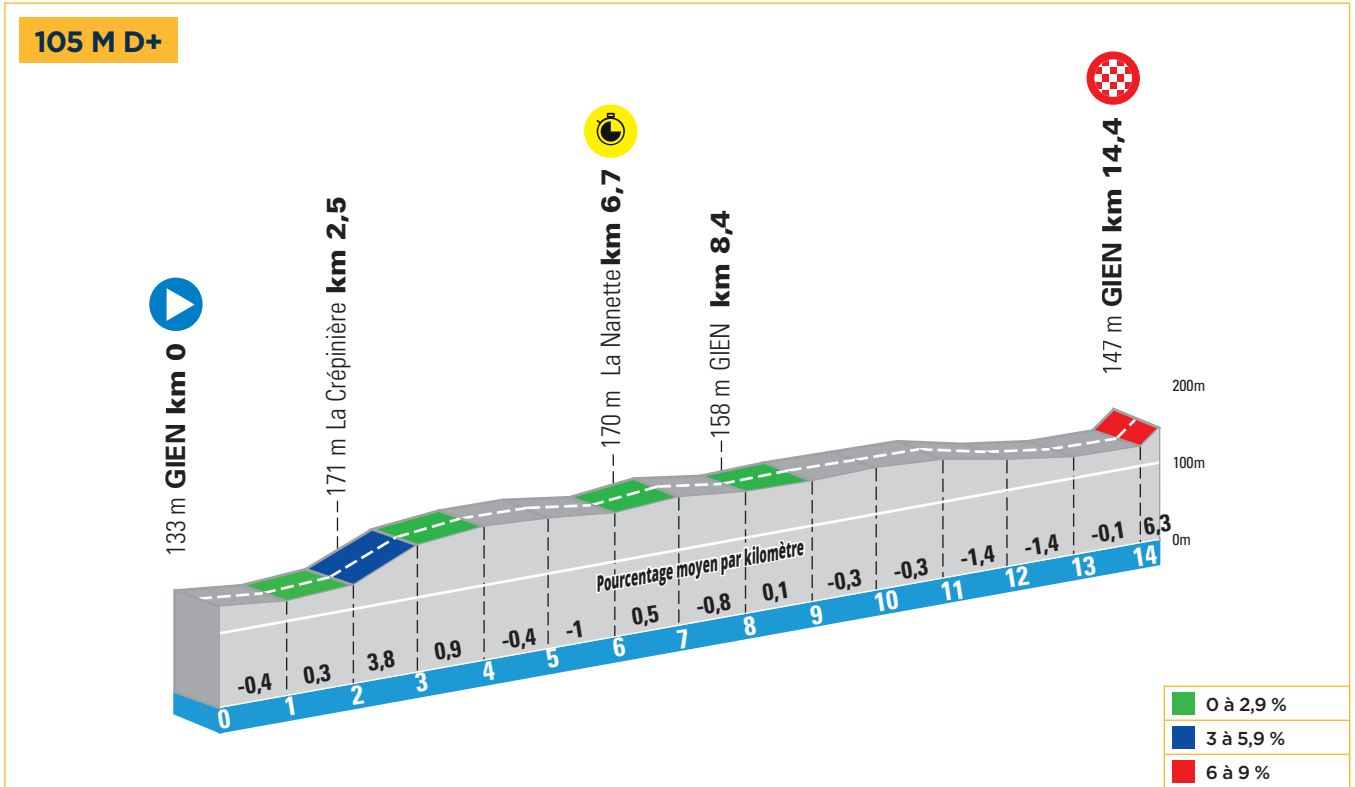 105 M D+
133 m GIEN km 0
171 m La Crépinière km 2,5
170 m La Nanette km 6,7
158 m GIEN km 8,4
147 m GIEN km 14,4
200m
100m
0m
Pourcentage moyen par kilomètre
-0,4 0,3 3,8 0,9 -0,4 -1 0,5 -0,8 0,1 -0,3 -0,3 -1,4 -1,4 -0,1 6,3
0 1 2 3 4 5 6 7 8 9 10 11 12 13 14
0 à 2,9 %
3 à 5,9 %
6 à 9 %